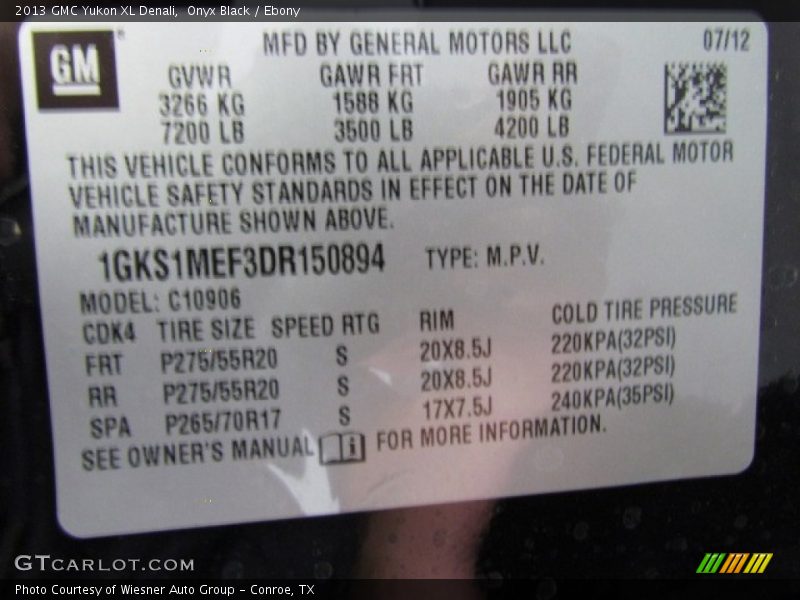 2013 GMC Yukon XL Denali, Onyx Black / Ebony
GM
MFD BY GENERAL MOTORS LLC 07/12
GVWR GAWR FRT GAWR RR
3266 KG 1588 KG 1905 KG
7200 LB 3500 LB 4200 LB
THIS VEHICLE CONFORMS TO ALL APPLICABLE U.S. FEDERAL MOTOR
VEHICLE SAFETY STANDARDS IN EFFECT ON THE DATE OF
MANUFACTURE SHOWN ABOVE.
1GKS1MEF3DR150894 TYPE: M.P.V.
MODEL: C10906
CDK4 TIRE SIZE SPEED RTG RIM COLD TIRE PRESSURE
FRT P275/55R20 S 20X8.5J 220KPA(32PSI)
RR P275/55R20 S 20X8.5J 220KPA(32PSI)
SPA P265/70R17 S 17X7.5J 240KPA(35PSI)
SEE OWNER'S MANUAL i FOR MORE INFORMATION.
GTCARLOT.COM
Photo Courtesy of Wiesner Auto Group - Conroe, TX